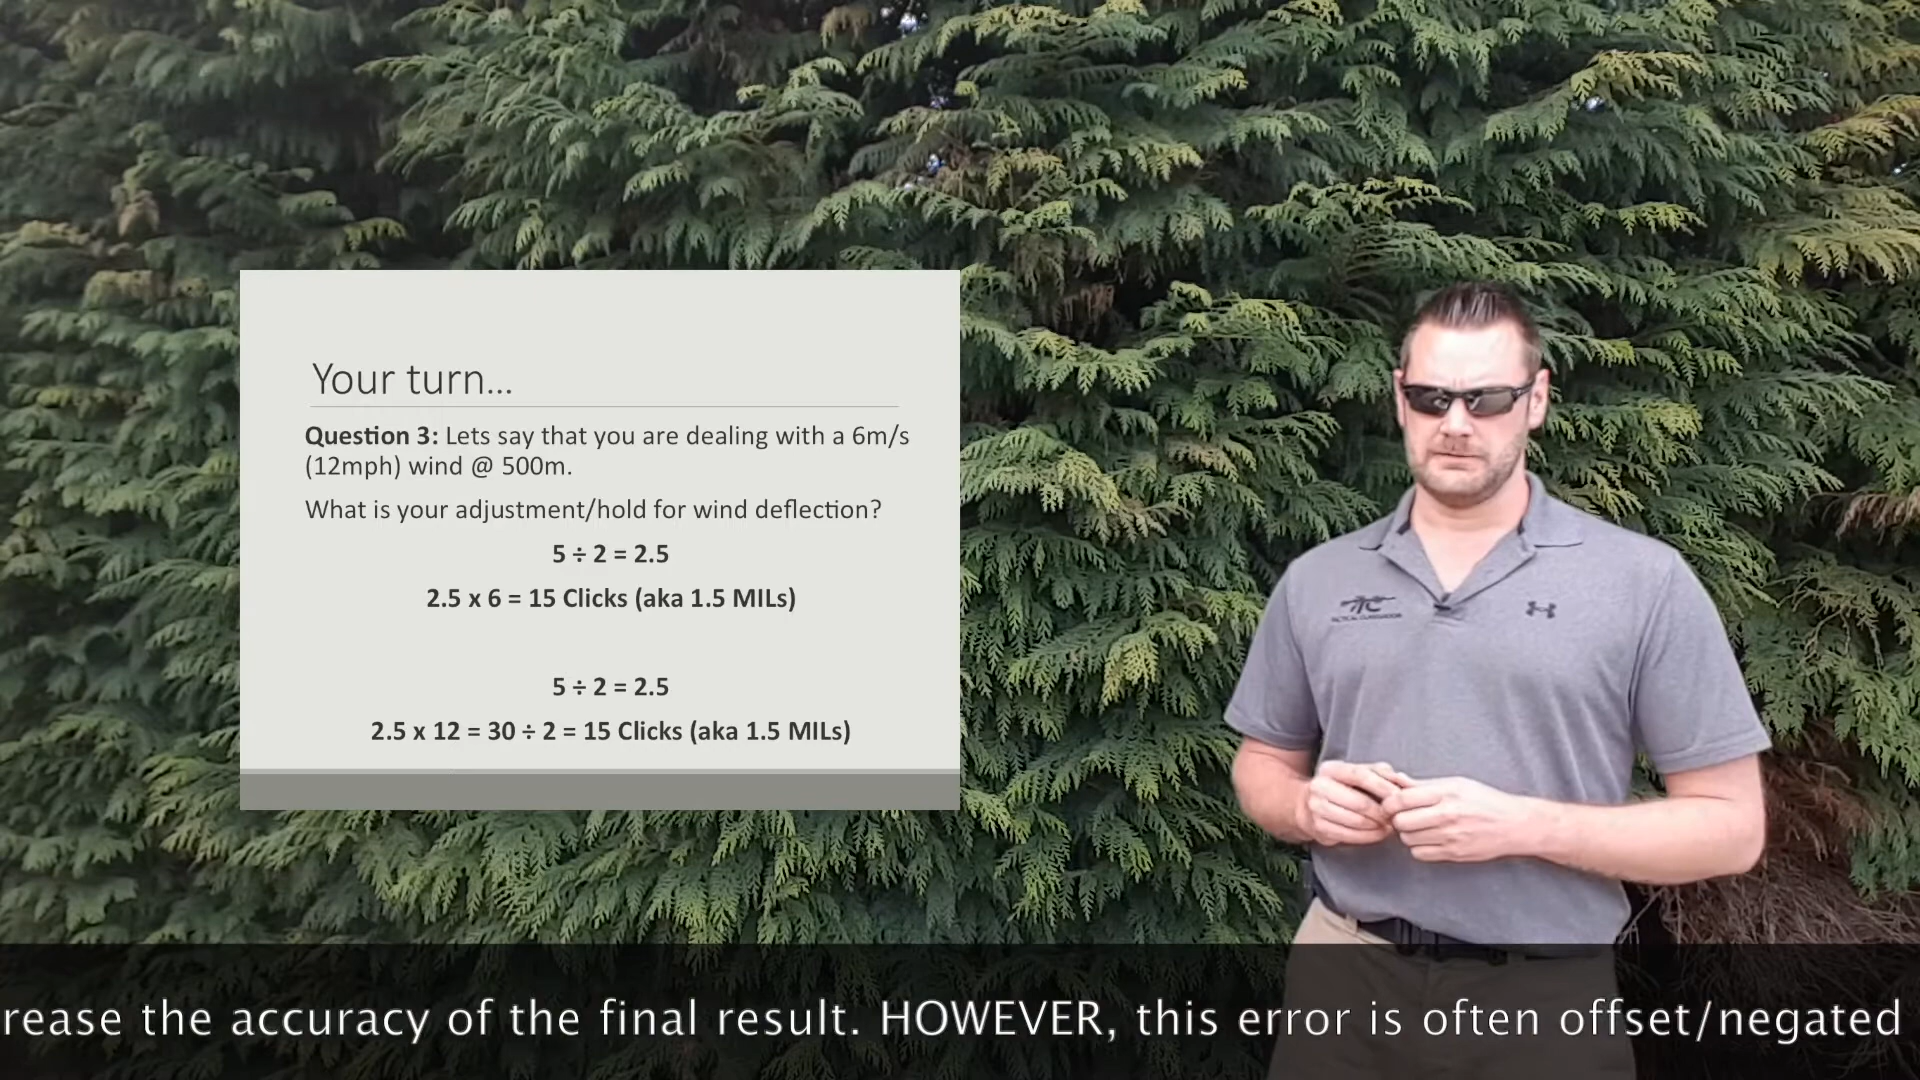 Your turn...
Question 3: Lets say that you are dealing with a 6m/s
(12mph) wind @ 500m.
What is your adjustment/hold for wind deflection?
5 ÷ 2 = 2.5
2.5 x 6 = 15 Clicks (aka 1.5 MILs)
5 ÷ 2 = 2.5
2.5 x 12 = 30 ÷ 2 = 15 Clicks (aka 1.5 MILs)
rease the accuracy of the final result. HOWEVER, this error is often offset/negated